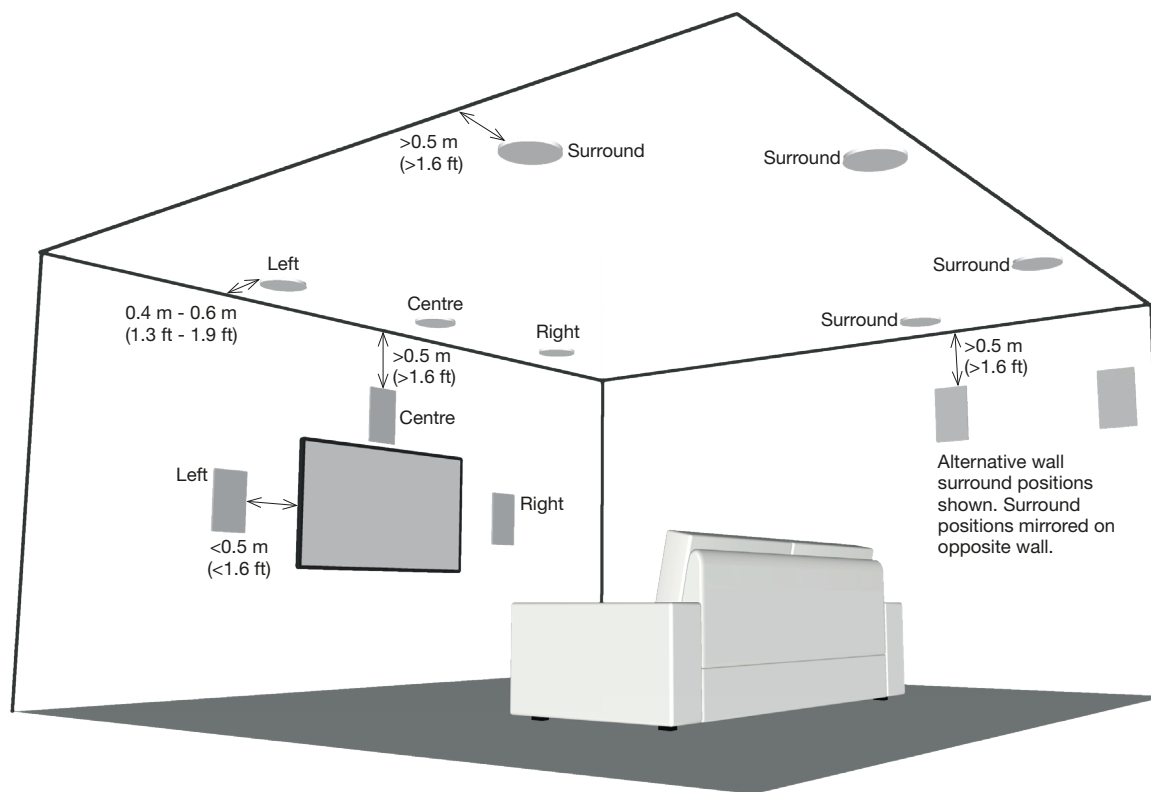 >0.5 m
(>1.6 ft)
Surround
Surround
Left
0.4 m - 0.6 m
(1.3 ft - 1.9 ft)
Centre
Right
Surround
Surround
>0.5 m
(>1.6 ft)
>0.5 m
(>1.6 ft)
Centre
Left
<0.5 m
(<1.6 ft)
Right
Alternative wall
surround positions
shown. Surround
positions mirrored on
opposite wall.